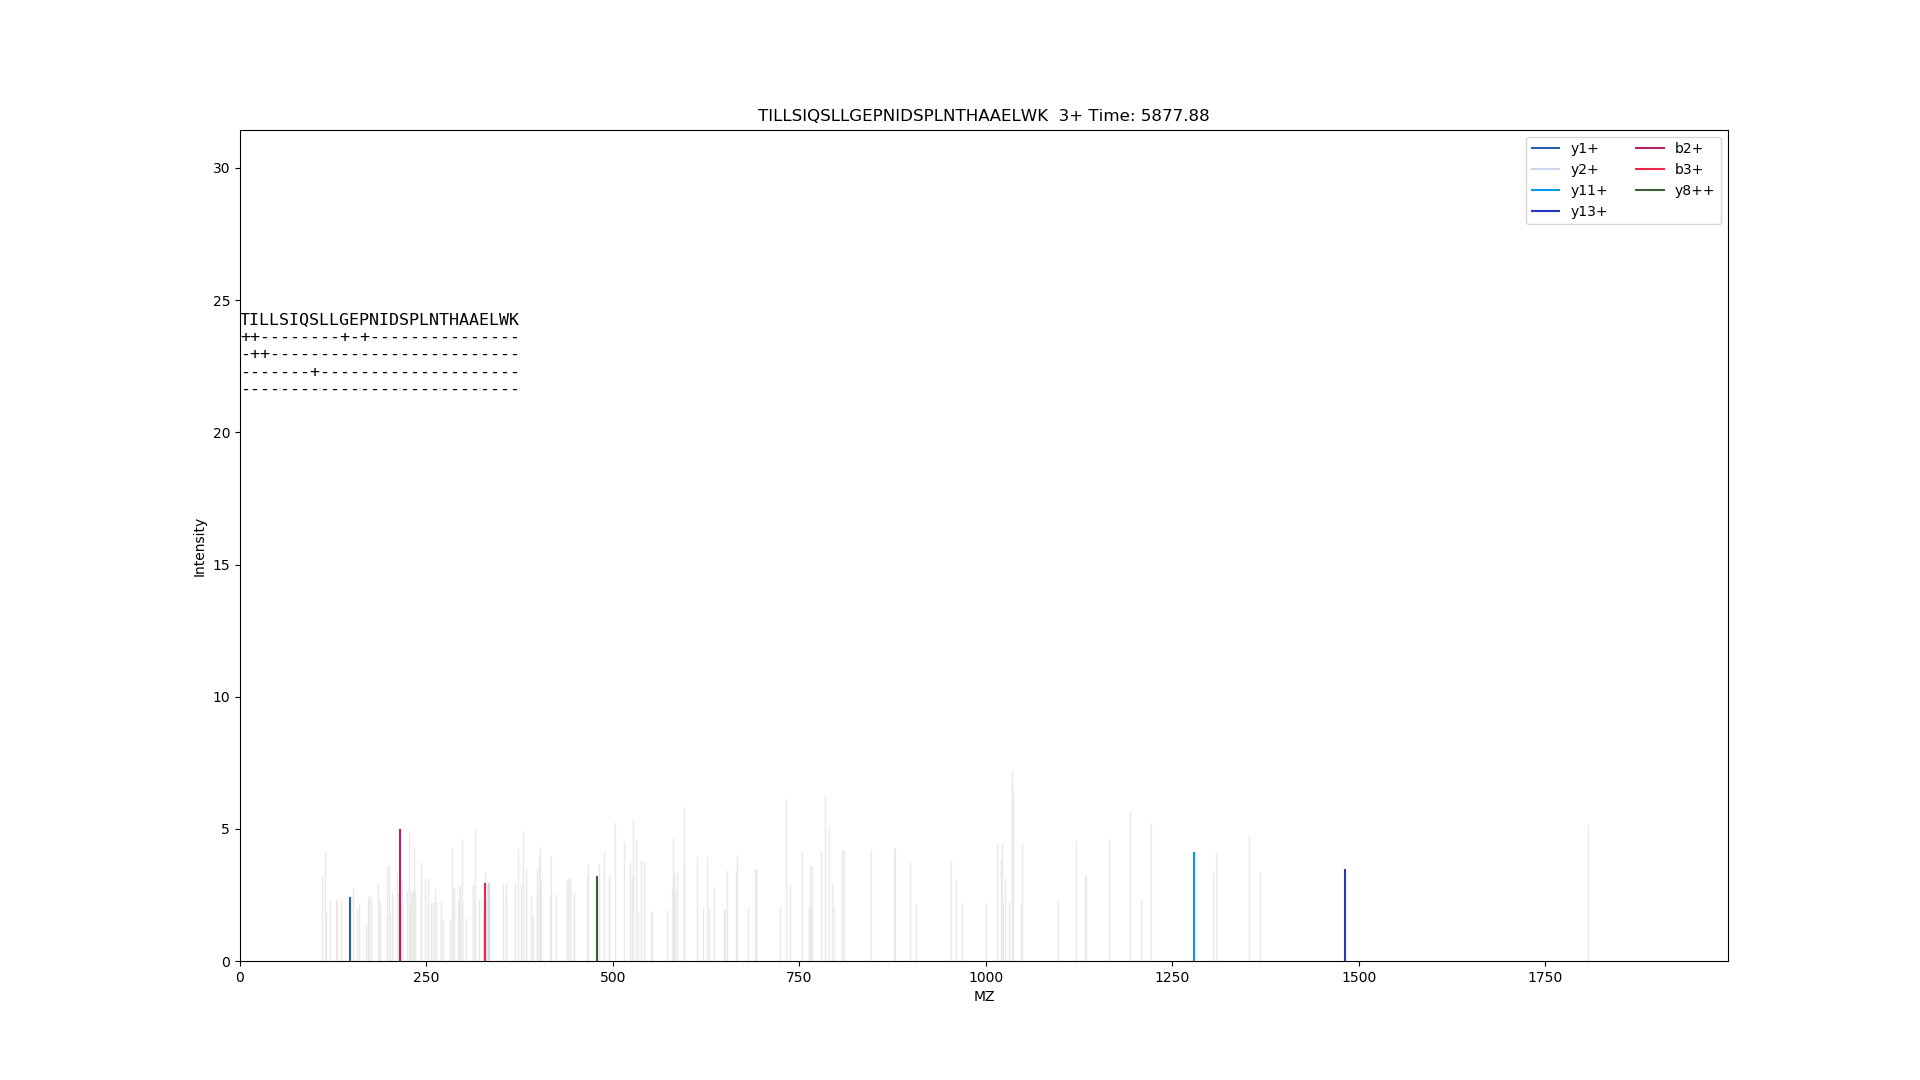 TILLSIQSLLGEPNIDSPLNTHAAELWK  3+ Time: 5877.88
y1+
y2+
y11+
y13+
b2+
b3+
y8++
30
25
20
15
10
5
0
Intensity
TILLSIQSLLGEPNIDSPLNTHAAELWK
++--------+-+---------------
-++-------------------------
-------+--------------------
----------------------------
0 250 500 750 1000 1250 1500 1750
MZ